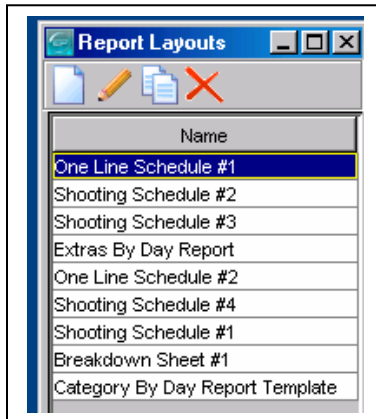 Report Layouts
Name
One Line Schedule #1
Shooting Schedule #2
Shooting Schedule #3
Extras By Day Report
One Line Schedule #2
Shooting Schedule #4
Shooting Schedule #1
Breakdown Sheet #1
Category By Day Report Template